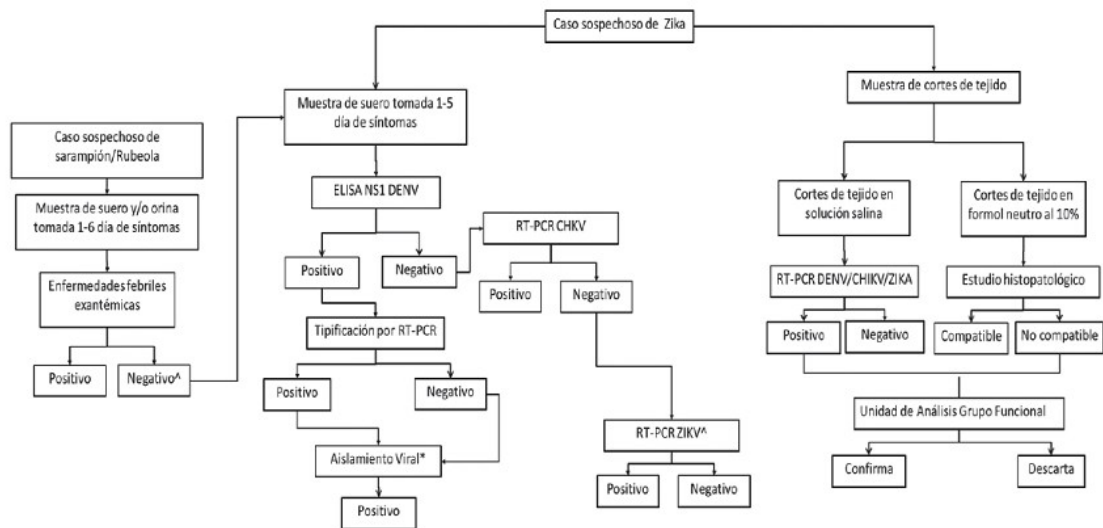 Caso sospechoso de Zika
Muestra de suero tomada 1-5
día de síntomas
Muestra de cortes de tejido
Caso sospechoso de
sarampión/Rubeola
Muestra de suero y/o orina
tomada 1-6 día de síntomas
Enfermedades febriles
exantémicas
Positivo
Negativo^
ELISA NS1 DENV
Positivo
Negativo
RT-PCR CHKV
Positivo
Negativo
Tipificación por RT-PCR
Positivo
Negativo
Aislamiento Viral*
Positivo
RT-PCR ZIKV^
Positivo
Negativo
Cortes de tejido en
solución salina
Cortes de tejido en
formol neutro al 10%
RT-PCR DENV/CHIKV/ZIKA
Estudio histopatológico
Positivo
Negativo
Compatible
No compatible
Unidad de Análisis Grupo Funcional
Confirma
Descarta